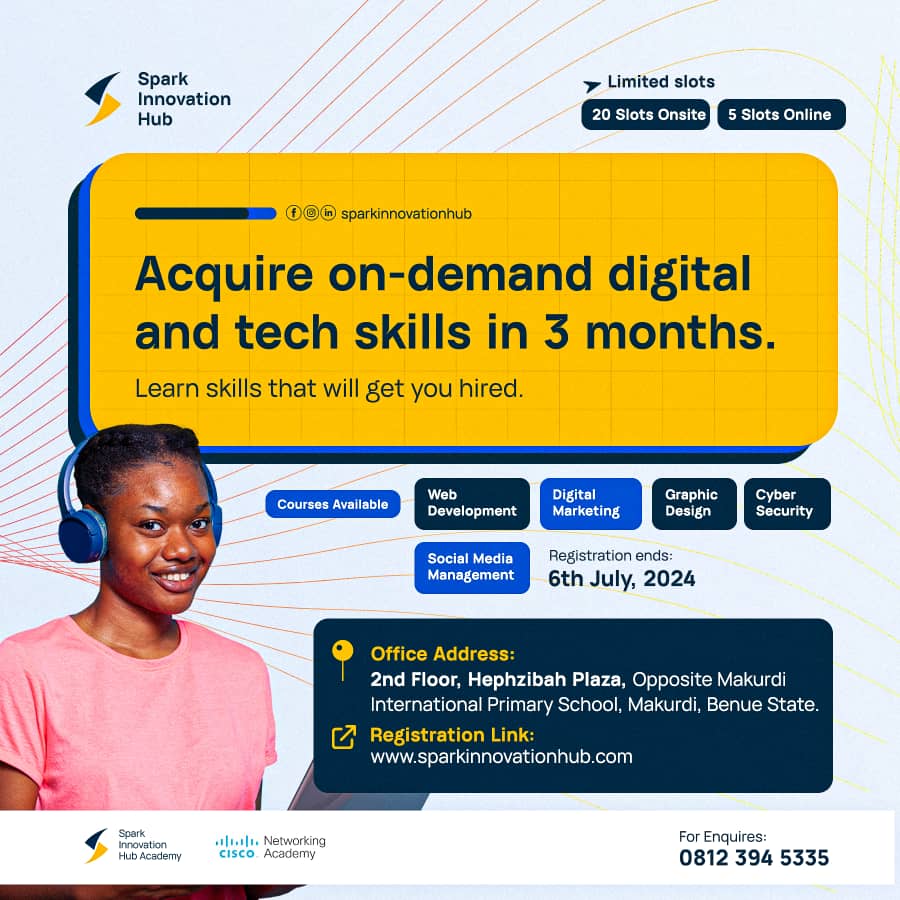 Spark
Innovation
Hub
Limited slots
20 Slots Onsite
5 Slots Online
sparkinnovationhub
Acquire on-demand digital
and tech skills in 3 months.
Learn skills that will get you hired.
Courses Available
Web
Development
Digital
Marketing
Graphic
Design
Cyber
Security
Social Media
Management
Registration ends:
6th July, 2024
Office Address:
2nd Floor, Hephzibah Plaza, Opposite Makurdi
International Primary School, Makurdi, Benue State.
Registration Link:
www.sparkinnovationhub.com
Spark
Innovation
Hub Academy
CISCO
Networking
Academy
For Enquires:
0812 394 5335